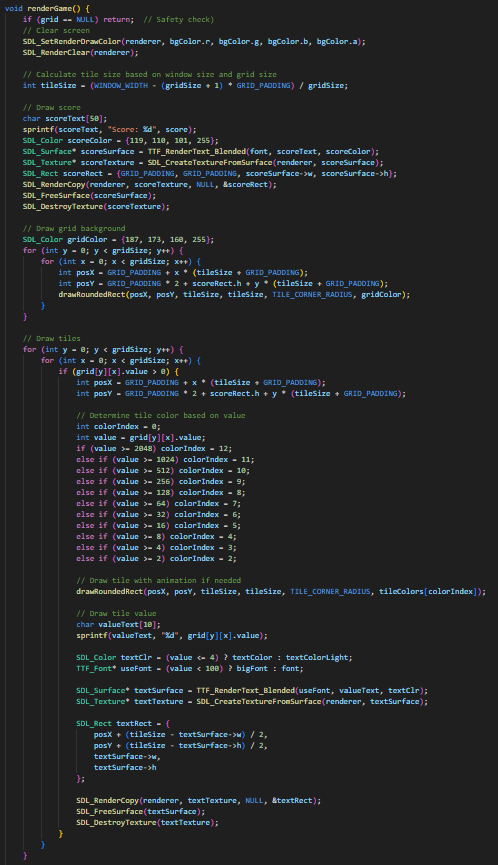 void renderGame() {
    if (grid == NULL) return;  // Safety check)
    // Clear screen
    SDL_SetRenderDrawColor(renderer, bgColor.r, bgColor.g, bgColor.b, bgColor.a);
    SDL_RenderClear(renderer);

    // Calculate tile size based on window size and grid size
    int tileSize = (WINDOW_WIDTH - (gridSize + 1) * GRID_PADDING) / gridSize;

    // Draw score
    char scoreText[50];
    sprintf(scoreText, "Score: %d", score);
    SDL_Color scoreColor = {119, 110, 101, 255};
    SDL_Surface* scoreSurface = TTF_RenderText_Blended(font, scoreText, scoreColor);
    SDL_Texture* scoreTexture = SDL_CreateTextureFromSurface(renderer, scoreSurface);
    SDL_Rect scoreRect = {GRID_PADDING, GRID_PADDING, scoreSurface->w, scoreSurface->h};
    SDL_RenderCopy(renderer, scoreTexture, NULL, &scoreRect);
    SDL_FreeSurface(scoreSurface);
    SDL_DestroyTexture(scoreTexture);

    // Draw grid background
    SDL_Color gridColor = {187, 173, 160, 255};
    for (int y = 0; y < gridSize; y++) {
        for (int x = 0; x < gridSize; x++) {
            int posX = GRID_PADDING + x * (tileSize + GRID_PADDING);
            int posY = GRID_PADDING * 2 + scoreRect.h + y * (tileSize + GRID_PADDING);
            drawRoundedRect(posX, posY, tileSize, tileSize, TILE_CORNER_RADIUS, gridColor);
        }
    }

    // Draw tiles
    for (int y = 0; y < gridSize; y++) {
        for (int x = 0; x < gridSize; x++) {
            if (grid[y][x].value > 0) {
                int posX = GRID_PADDING + x * (tileSize + GRID_PADDING);
                int posY = GRID_PADDING * 2 + scoreRect.h + y * (tileSize + GRID_PADDING);

                // Determine tile color based on value
                int colorIndex = 0;
                int value = grid[y][x].value;
                if (value >= 2048) colorIndex = 12;
                else if (value >= 1024) colorIndex = 11;
                else if (value >= 512) colorIndex = 10;
                else if (value >= 256) colorIndex = 9;
                else if (value >= 128) colorIndex = 8;
                else if (value >= 64) colorIndex = 7;
                else if (value >= 32) colorIndex = 6;
                else if (value >= 16) colorIndex = 5;
                else if (value >= 8) colorIndex = 4;
                else if (value >= 4) colorIndex = 3;
                else if (value >= 2) colorIndex = 2;

                // Draw tile with animation if needed
                drawRoundedRect(posX, posY, tileSize, tileSize, TILE_CORNER_RADIUS, tileColors[colorIndex]);

                // Draw tile value
                char valueText[10];
                sprintf(valueText, "%d", grid[y][x].value);

                SDL_Color textClr = (value <= 4) ? textColor : textColorLight;
                TTF_Font* useFont = (value < 100) ? bigFont : font;

                SDL_Surface* textSurface = TTF_RenderText_Blended(useFont, valueText, textClr);
                SDL_Texture* textTexture = SDL_CreateTextureFromSurface(renderer, textSurface);

                SDL_Rect textRect = {
                    posX + (tileSize - textSurface->w) / 2,
                    posY + (tileSize - textSurface->h) / 2,
                    textSurface->w,
                    textSurface->h
                };

                SDL_RenderCopy(renderer, textTexture, NULL, &textRect);
                SDL_FreeSurface(textSurface);
                SDL_DestroyTexture(textTexture);
            }
        }
    }